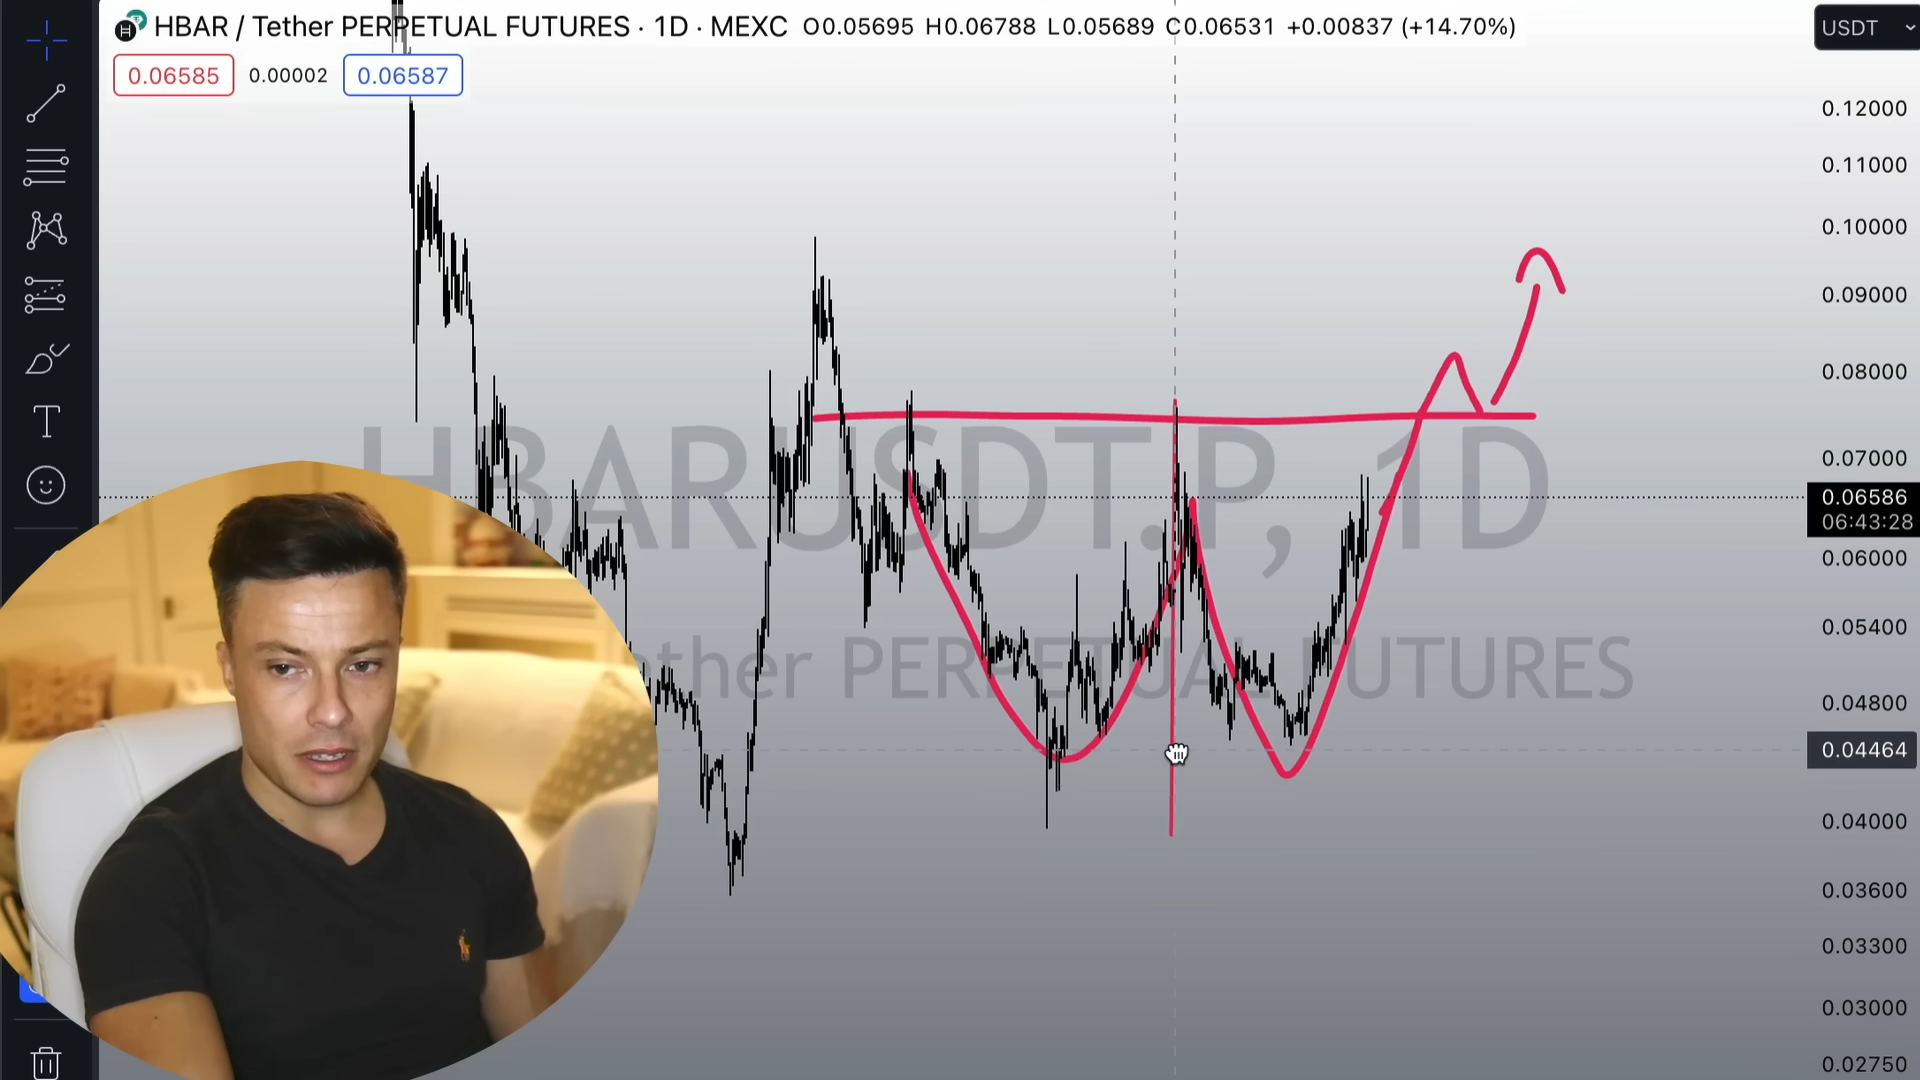 HBAR / Tether PERPETUAL FUTURES · 1D · MEXC O0.05695 H0.06788 L0.05689 C0.06531 +0.00837 (+14.70%)
USDT
0.06585 0.00002 0.06587
0.12000
0.11000
0.10000
0.09000
0.08000
0.07000
0.06586
06:43:28
0.06000
0.05400
0.04800
0.04464
0.04000
0.03600
0.03300
0.03000
0.02750
HBARUSDT.P, 1D
ther PERPETUAL FUTURES
T